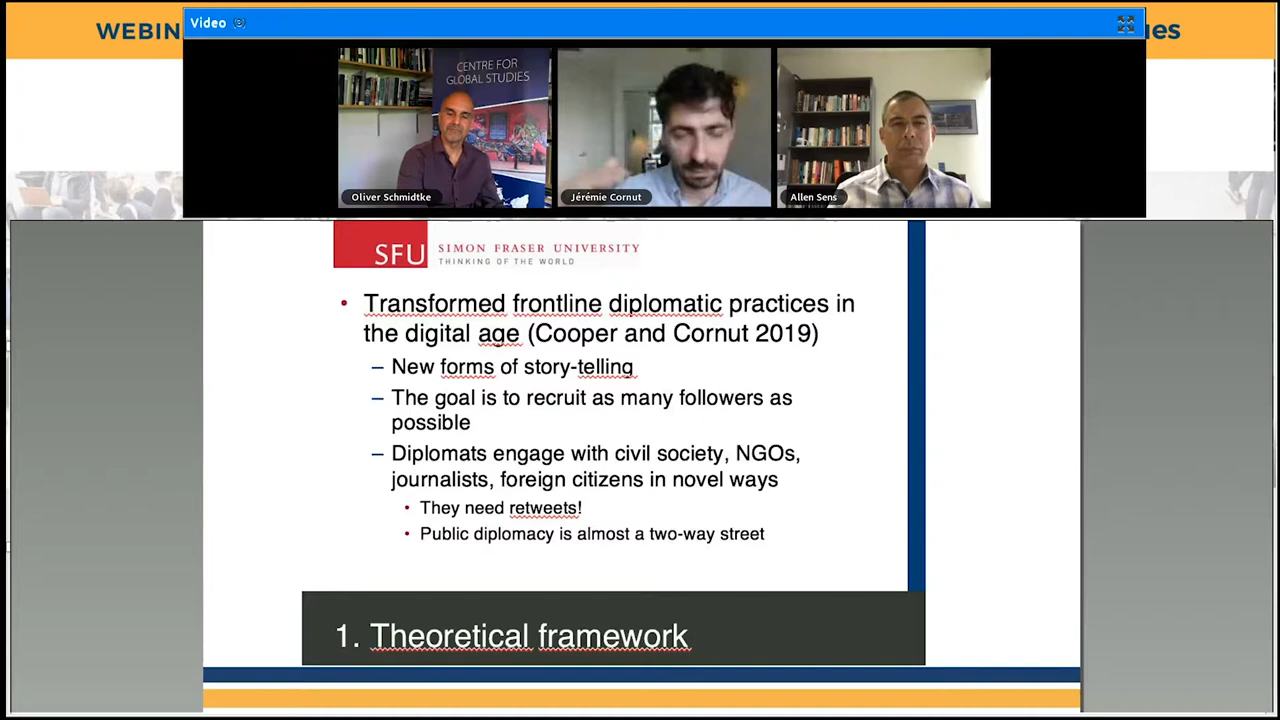 WEBIN
ies
Video (3)
CENTRE FOR
GLOBAL STUDIES
Oliver Schmidtke
Jérémie Cornut
Allen Sens
SFU
SIMON FRASER UNIVERSITY
THINKING OF THE WORLD
• Transformed frontline diplomatic practices in
the digital age (Cooper and Cornut 2019)
– New forms of story-telling
– The goal is to recruit as many followers as
possible
– Diplomats engage with civil society, NGOs,
journalists, foreign citizens in novel ways
• They need retweets!
• Public diplomacy is almost a two-way street
1. Theoretical framework